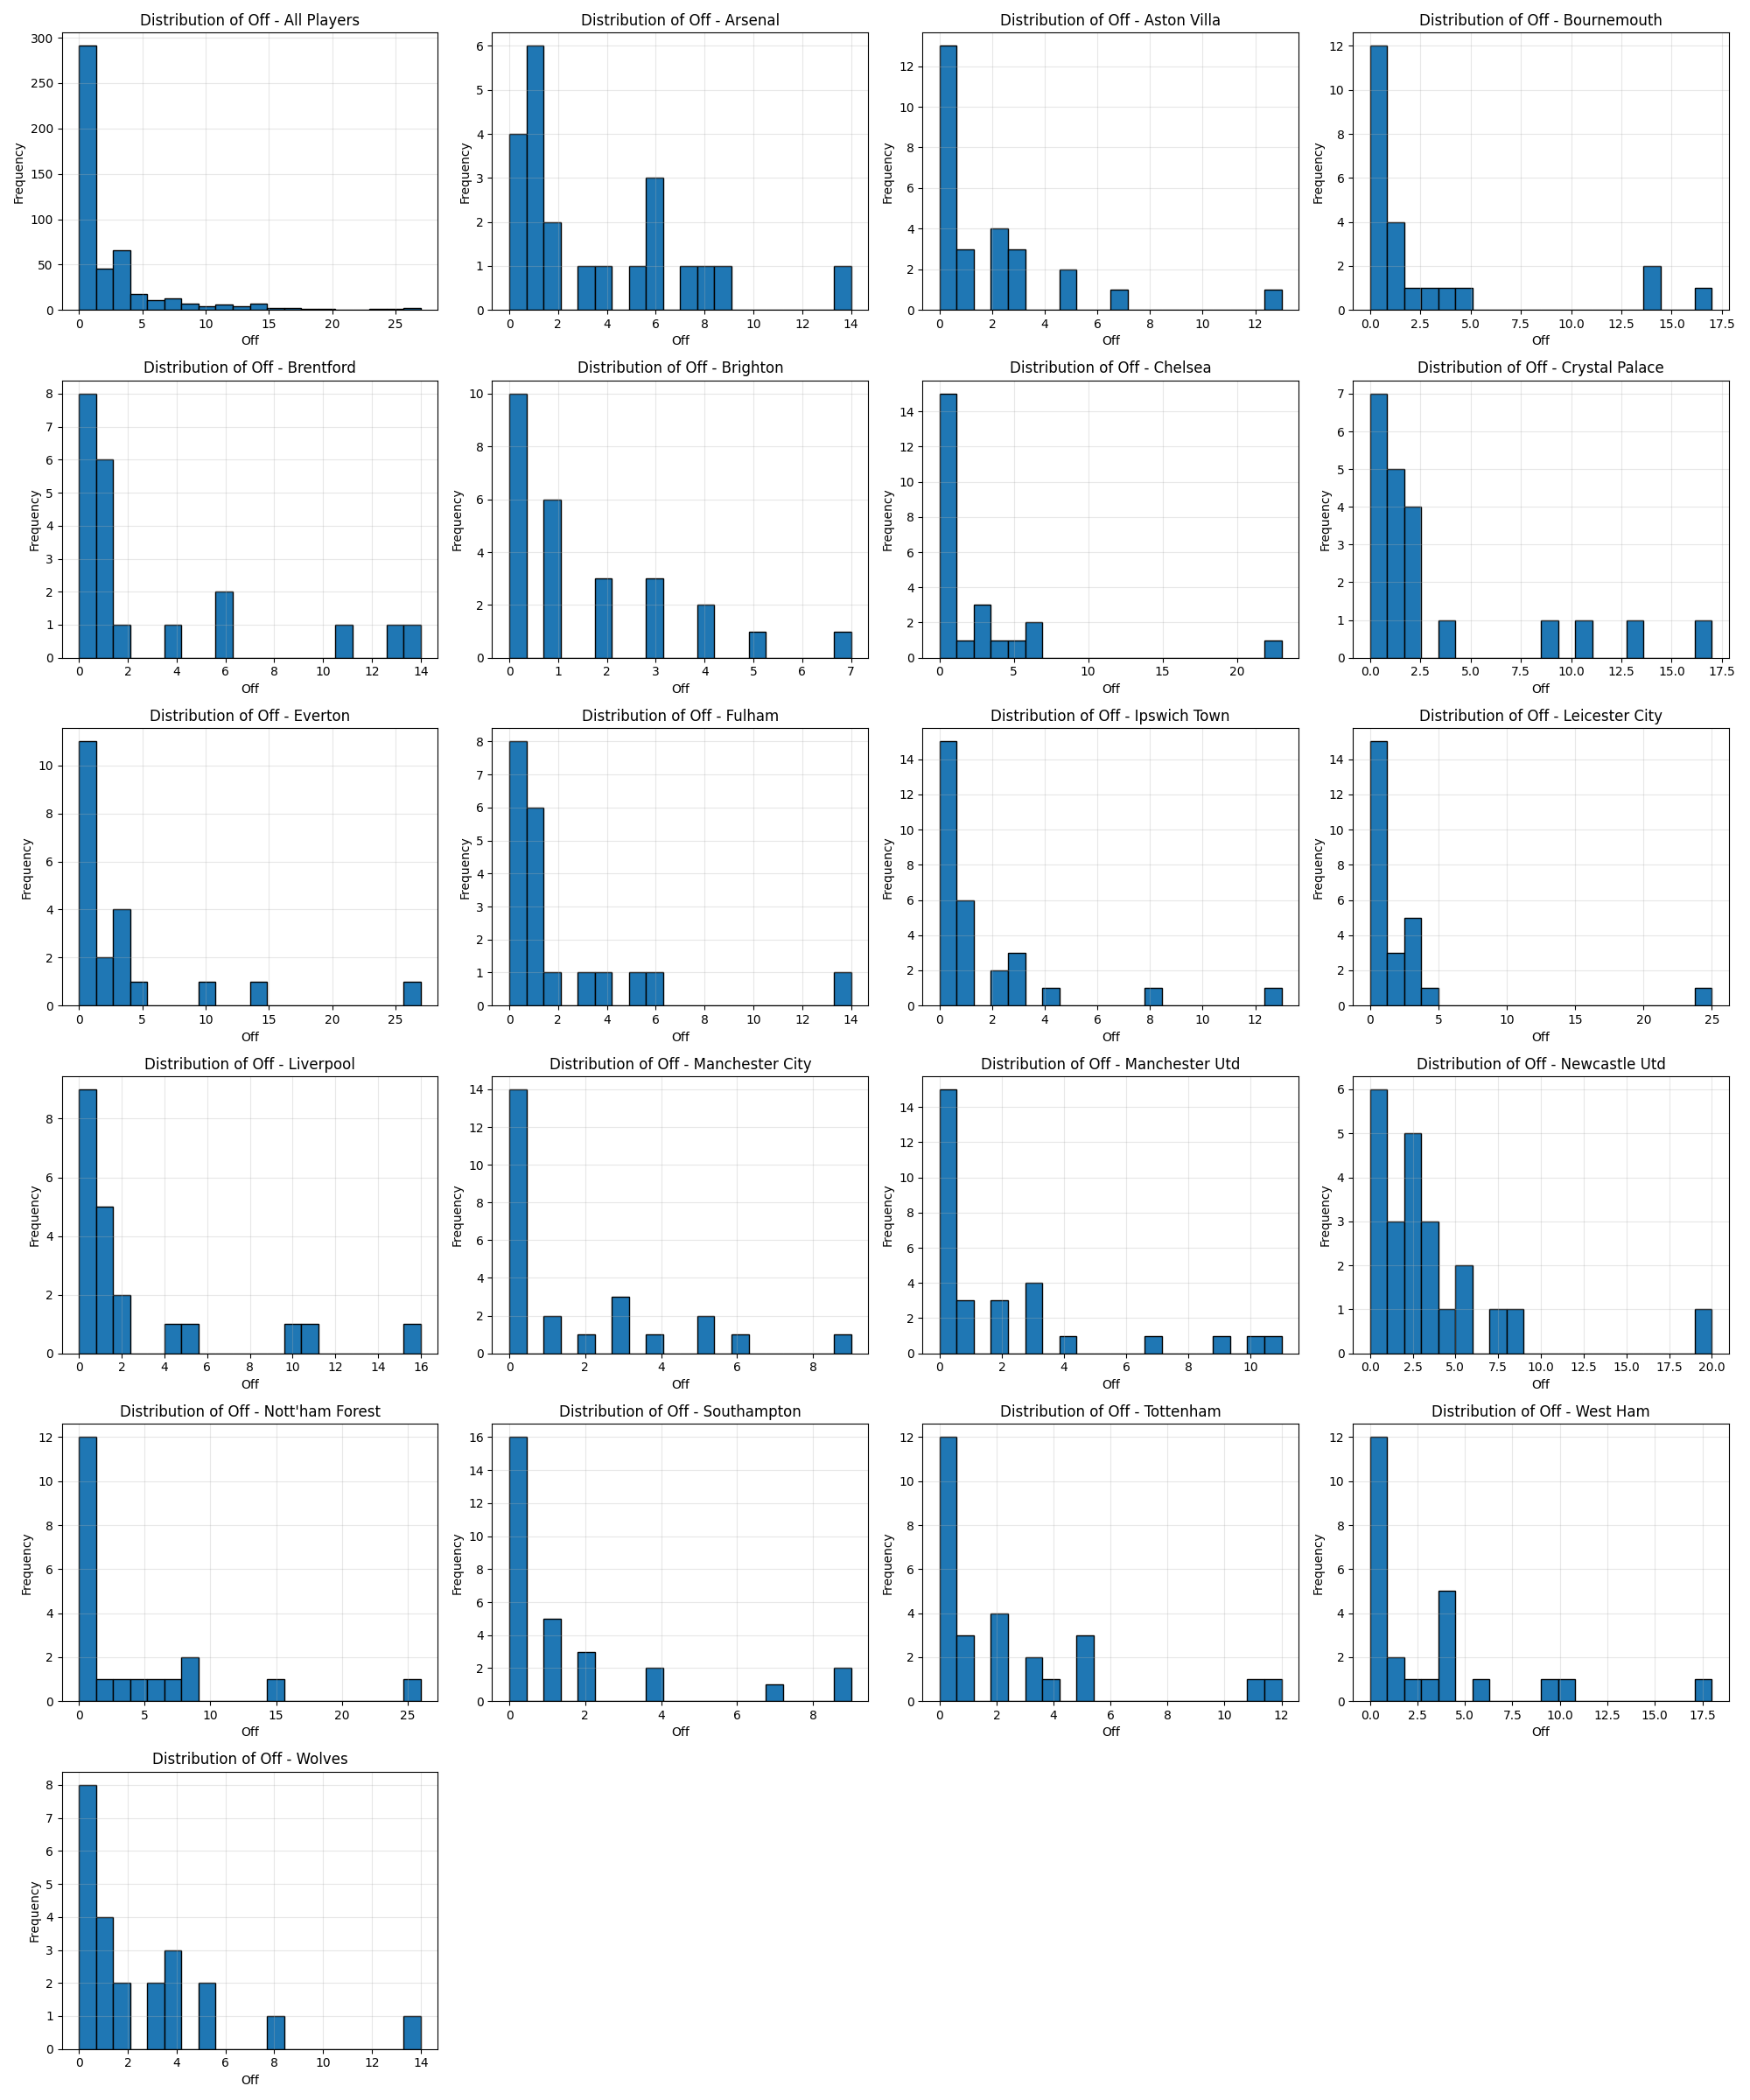 Distribution of Off - All Players
Frequency
300
250
200
150
100
50
0
0 5 10 15 20 25
Off
Distribution of Off - Arsenal
Frequency
6
5
4
3
2
1
0
0 2 4 6 8 10 12 14
Off
Distribution of Off - Aston Villa
Frequency
12
10
8
6
4
2
0
0 2 4 6 8 10 12
Off
Distribution of Off - Bournemouth
Frequency
12
10
8
6
4
2
0
0.0 2.5 5.0 7.5 10.0 12.5 15.0 17.5
Off
Distribution of Off - Brentford
Frequency
8
7
6
5
4
3
2
1
0
0 2 4 6 8 10 12 14
Off
Distribution of Off - Brighton
Frequency
10
8
6
4
2
0
0 1 2 3 4 5 6 7
Off
Distribution of Off - Chelsea
Frequency
14
12
10
8
6
4
2
0
0 5 10 15 20
Off
Distribution of Off - Crystal Palace
Frequency
7
6
5
4
3
2
1
0
0.0 2.5 5.0 7.5 10.0 12.5 15.0 17.5
Off
Distribution of Off - Everton
Frequency
10
8
6
4
2
0
0 5 10 15 20 25
Off
Distribution of Off - Fulham
Frequency
8
7
6
5
4
3
2
1
0
0 2 4 6 8 10 12 14
Off
Distribution of Off - Ipswich Town
Frequency
14
12
10
8
6
4
2
0
0 2 4 6 8 10 12
Off
Distribution of Off - Leicester City
Frequency
14
12
10
8
6
4
2
0
0 5 10 15 20 25
Off
Distribution of Off - Liverpool
Frequency
8
6
4
2
0
0 2 4 6 8 10 12 14 16
Off
Distribution of Off - Manchester City
Frequency
14
12
10
8
6
4
2
0
0 2 4 6 8
Off
Distribution of Off - Manchester Utd
Frequency
14
12
10
8
6
4
2
0
0 2 4 6 8 10
Off
Distribution of Off - Newcastle Utd
Frequency
6
5
4
3
2
1
0
0.0 2.5 5.0 7.5 10.0 12.5 15.0 17.5 20.0
Off
Distribution of Off - Nott'ham Forest
Frequency
12
10
8
6
4
2
0
0 5 10 15 20 25
Off
Distribution of Off - Southampton
Frequency
16
14
12
10
8
6
4
2
0
0 2 4 6 8
Off
Distribution of Off - Tottenham
Frequency
12
10
8
6
4
2
0
0 2 4 6 8 10 12
Off
Distribution of Off - West Ham
Frequency
12
10
8
6
4
2
0
0.0 2.5 5.0 7.5 10.0 12.5 15.0 17.5
Off
Distribution of Off - Wolves
Frequency
8
7
6
5
4
3
2
1
0
0 2 4 6 8 10 12 14
Off